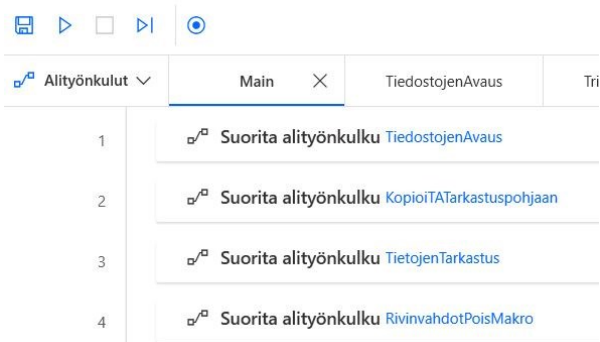 Alityönkulut Main TiedostojenAvaus Tri
1 Suorita alityönkulku TiedostojenAvaus
2 Suorita alityönkulku KopioiTATarkastuspohjaan
3 Suorita alityönkulku TietojenTarkastus
4 Suorita alityönkulku RivinvahdotPoisMakro